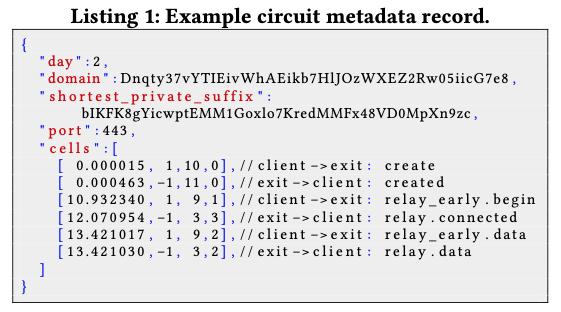 Listing 1: Example circuit metadata record.
{
"day":2,
"domain":Dnqty37vYTIEivWhAEikb7HlJOzWXEZ2Rw05iicG7e8,
"shortest_private_suffix":
bIKFK8gYicwptEMM1Goxlo7KredMMFx48VD0MpXn9zc,
"port":443,
"cells":[
[ 0.000015, 1,10,0],//client->exit: create
[ 0.000463,-1,11,0],//exit->client: created
[10.932340, 1, 9,1],//client->exit: relay_early.begin
[12.070954,-1, 3,3],//exit->client: relay.connected
[13.421017, 1, 9,2],//client->exit: relay_early.data
[13.421030,-1, 3,2],//exit->client: relay.data
]
}